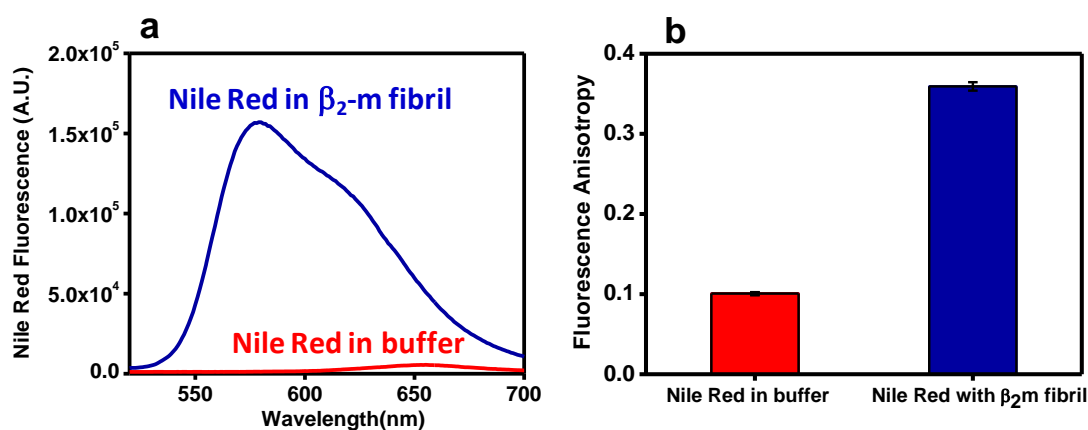 a
2.0x10⁵
1.5x10⁵
1.0x10⁵
5.0x10⁴
0.0
Nile Red Fluorescence (A.U.)
Nile Red in β₂-m fibril
Nile Red in buffer
550
600
650
700
Wavelength(nm)
b
0.4
0.3
0.2
0.1
0.0
Fluorescence Anisotropy
Nile Red in buffer
Nile Red with β₂m fibril